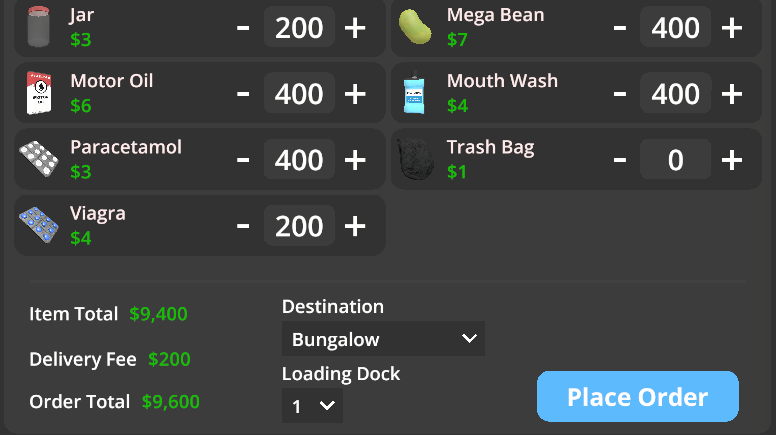 Jar
$3
- 200 +
Mega Bean
$7
- 400 +
Motor Oil
$6
- 400 +
Mouth Wash
$4
- 400 +
Paracetamol
$3
- 400 +
Trash Bag
$1
- 0 +
Viagra
$4
- 200 +
Item Total $9,400
Delivery Fee $200
Order Total $9,600
Destination
Bungalow
Loading Dock
1
Place Order